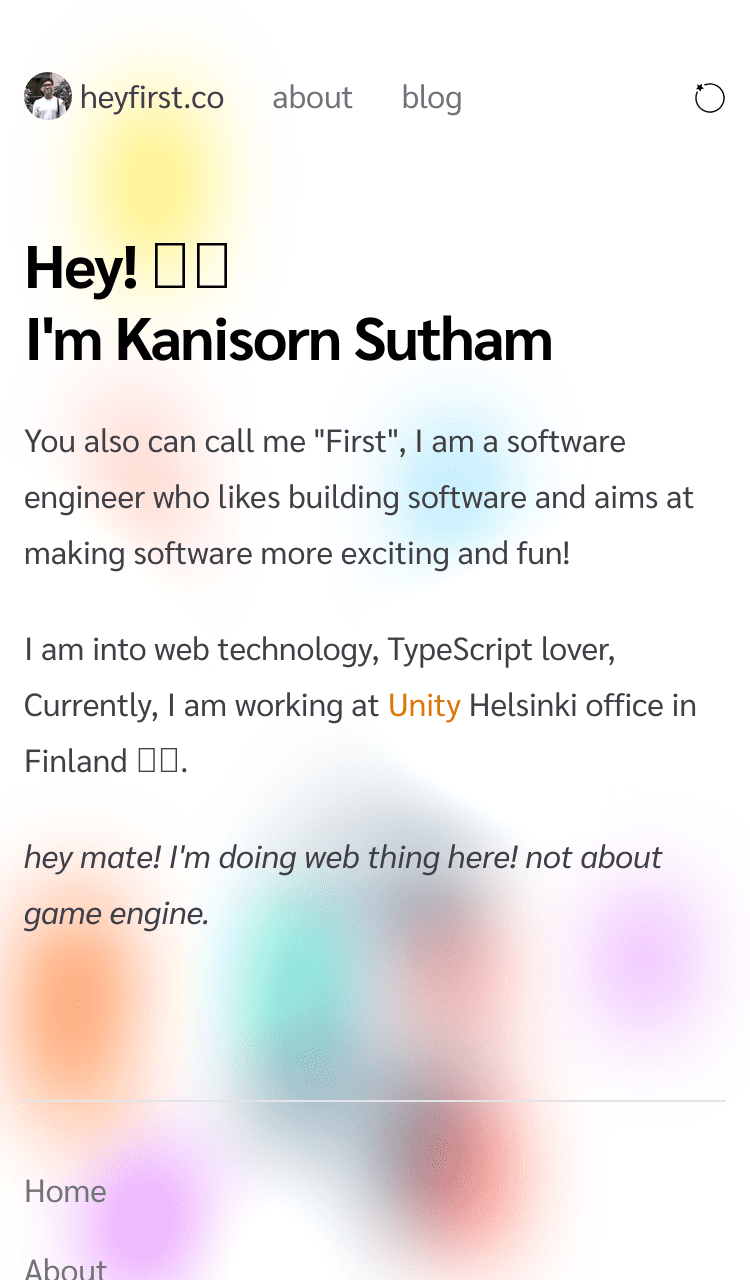 heyfirst.co about blog
Hey!
I'm Kanisorn Sutham
You also can call me "First", I am a software
engineer who likes building software and aims at
making software more exciting and fun!
I am into web technology, TypeScript lover,
Currently, I am working at Unity Helsinki office in
Finland .
hey mate! I'm doing web thing here! not about
game engine.
Home
About